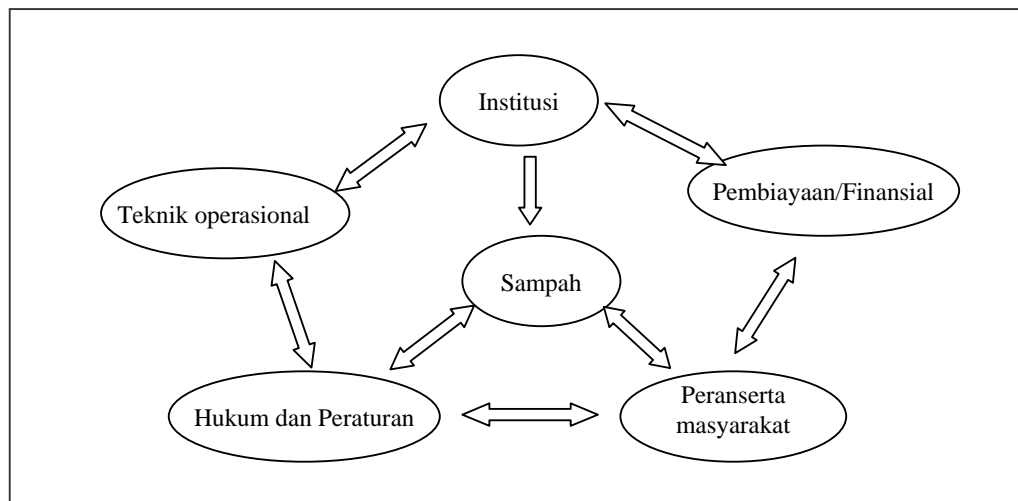 Institusi
Pembiayaan/Finansial
Teknik operasional
Sampah
Hukum dan Peraturan
Peranserta
masyarakat